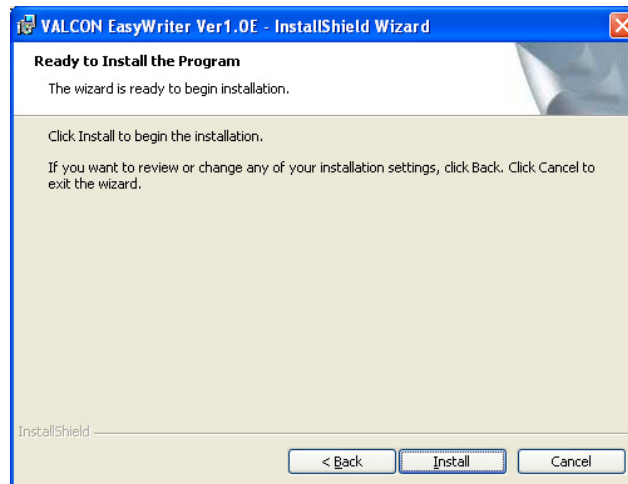 VALCON EasyWriter Ver1.0E - InstallShield Wizard
Ready to Install the Program
The wizard is ready to begin installation.
Click Install to begin the installation.
If you want to review or change any of your installation settings, click Back. Click Cancel to
exit the wizard.
InstallShield
< Back Install Cancel